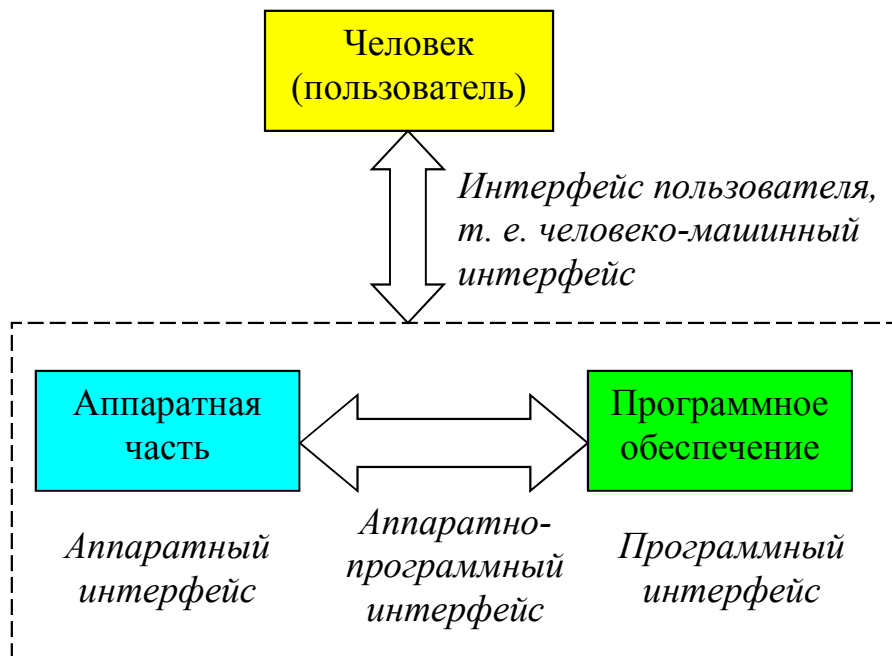 Человек
(пользователь)
Интерфейс пользователя,
т. е. человеко-машинный
интерфейс
Аппаратная
часть
Программное
обеспечение
Аппаратный
интерфейс
Аппаратно-
программный
интерфейс
Программный
интерфейс